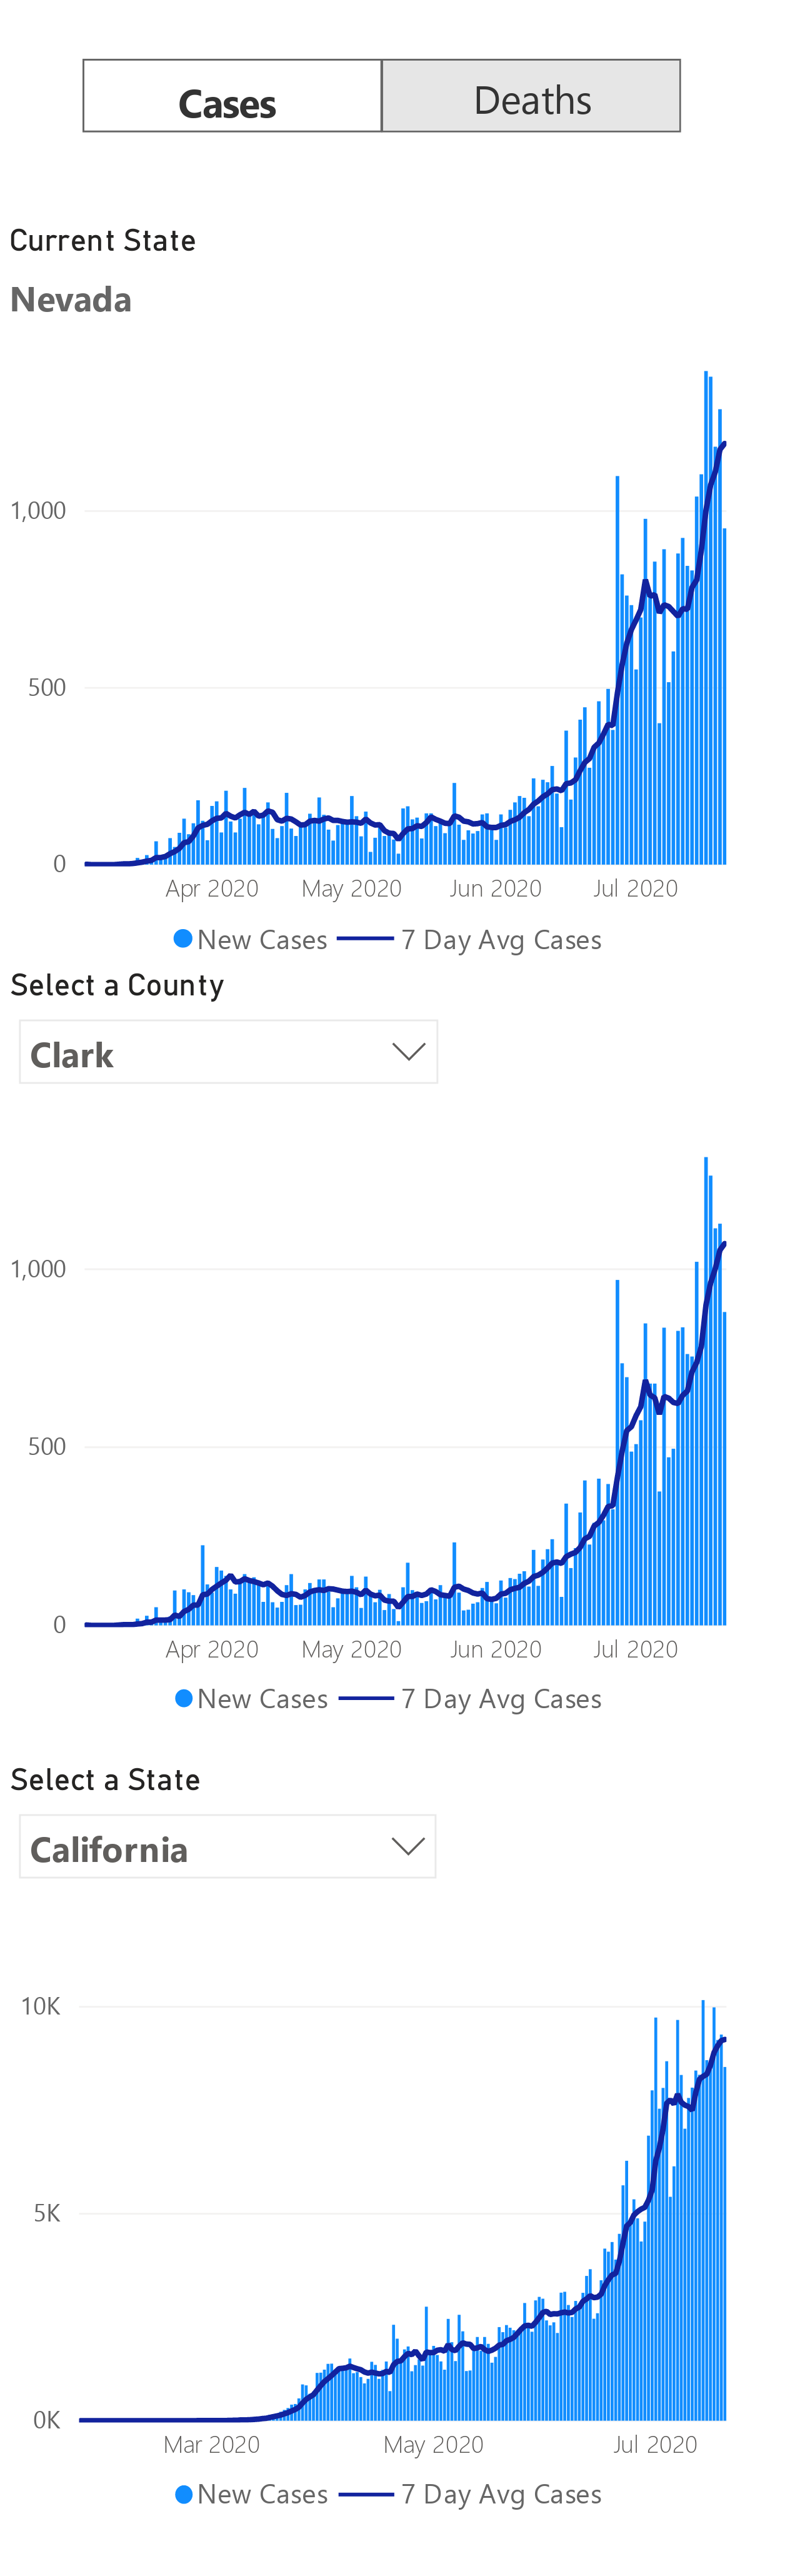 Cases Deaths
Current State
Nevada
1,000
500
0
Apr 2020 May 2020 Jun 2020 Jul 2020
New Cases 7 Day Avg Cases
Select a County
Clark
1,000
500
0
Apr 2020 May 2020 Jun 2020 Jul 2020
New Cases 7 Day Avg Cases
Select a State
California
10K
5K
0K
Mar 2020 May 2020 Jul 2020
New Cases 7 Day Avg Cases